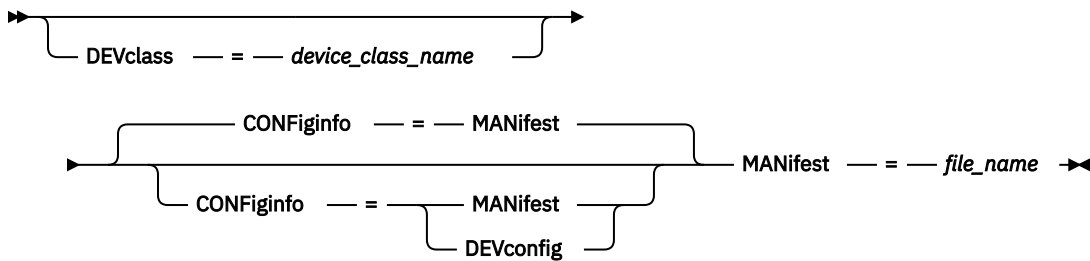 DEVclass = device_class_name
CONFiginfo = MANifest
MANifest = file_name
CONFiginfo = MANifest
DEVconfig